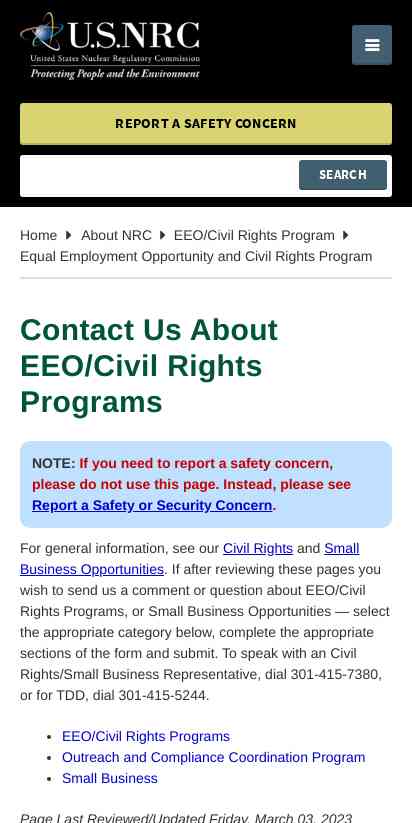 U.S.NRC
United States Nuclear Regulatory Commission
Protecting People and the Environment
REPORT A SAFETY CONCERN
SEARCH
Home About NRC EEO/Civil Rights Program
Equal Employment Opportunity and Civil Rights Program
Contact Us About
EEO/Civil Rights
Programs
NOTE: If you need to report a safety concern,
please do not use this page. Instead, please see
Report a Safety or Security Concern.
For general information, see our Civil Rights and Small
Business Opportunities. If after reviewing these pages you
wish to send us a comment or question about EEO/Civil
Rights Programs, or Small Business Opportunities — select
the appropriate category below, complete the appropriate
sections of the form and submit. To speak with an Civil
Rights/Small Business Representative, dial 301-415-7380,
or for TDD, dial 301-415-5244.
• EEO/Civil Rights Programs
• Outreach and Compliance Coordination Program
• Small Business
Page Last Reviewed/Updated Friday, March 03, 2023